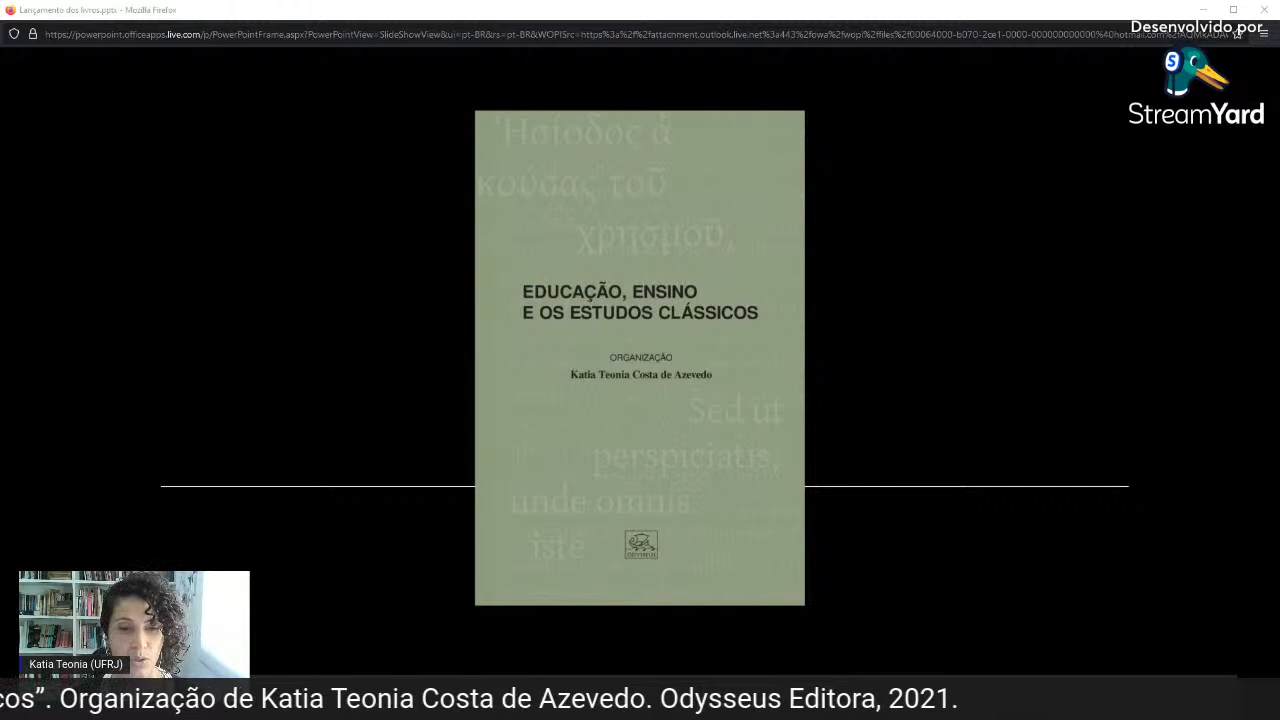 Lançamento dos livros.pptx - Mozilla Firefox
Desenvolvido por
StreamYard
Ἡσίοδος ἀ
κούσας τοῦ
χρησμοῦ,
EDUCAÇÃO, ENSINO
E OS ESTUDOS CLÁSSICOS
ORGANIZAÇÃO
Katia Teonia Costa de Azevedo
Sed ut
perspiciatis,
unde omnis
iste
ODYSSEUS
Katia Teonia (UFRJ)
cos”. Organização de Katia Teonia Costa de Azevedo. Odysseus Editora, 2021.